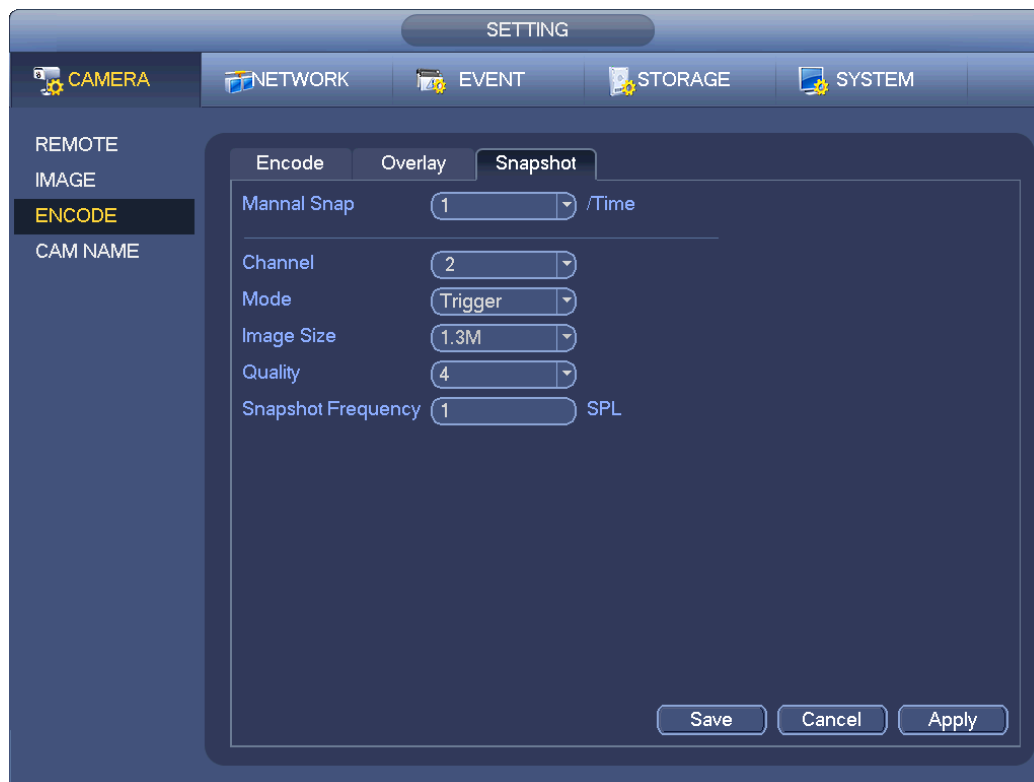 SETTING
CAMERA NETWORK EVENT STORAGE SYSTEM
REMOTE
IMAGE
ENCODE
CAM NAME
Encode Overlay Snapshot
Mannal Snap 1 /Time
Channel 2
Mode Trigger
Image Size 1.3M
Quality 4
Snapshot Frequency 1 SPL
Save Cancel Apply